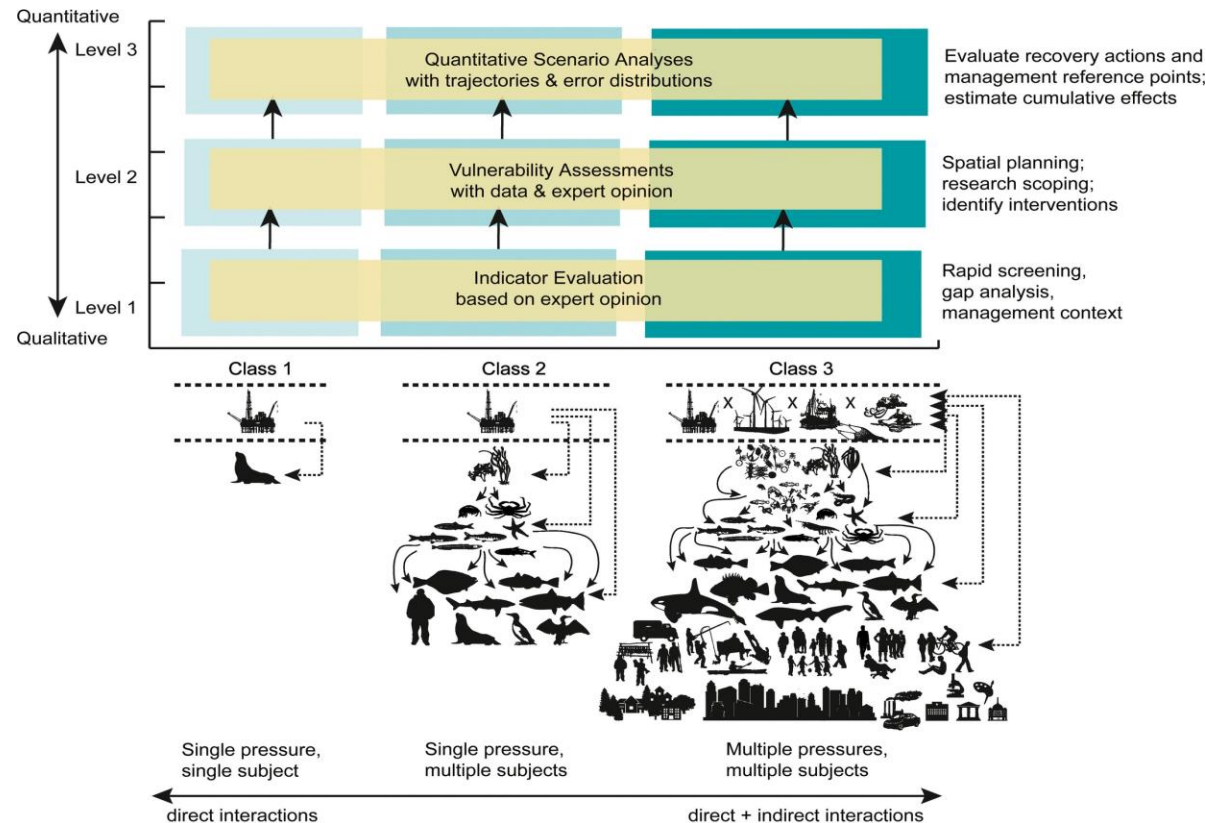 Quantitative
Level 3
Quantitative Scenario Analyses
with trajectories & error distributions
Evaluate recovery actions and
management reference points;
estimate cumulative effects
Level 2
Vulnerability Assessments
with data & expert opinion
Spatial planning;
research scoping;
identify interventions
Level 1
Indicator Evaluation
based on expert opinion
Rapid screening,
gap analysis,
management context
Qualitative
Class 1
Class 2
Class 3
X X X
Single pressure,
single subject
Single pressure,
multiple subjects
Multiple pressures,
multiple subjects
direct interactions
direct + indirect interactions